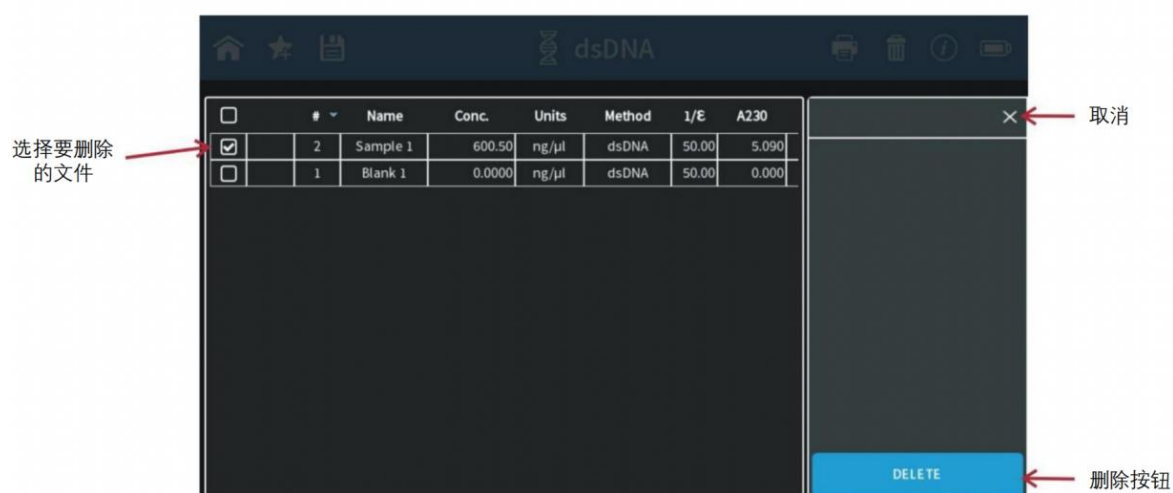 dsDNA
# Name Conc. Units Method 1/ε A230
2 Sample 1 600.50 ng/µl dsDNA 50.00 5.090
1 Blank 1 0.0000 ng/µl dsDNA 50.00 0.000
选择要删除
的文件
取消
DELETE
删除按钮